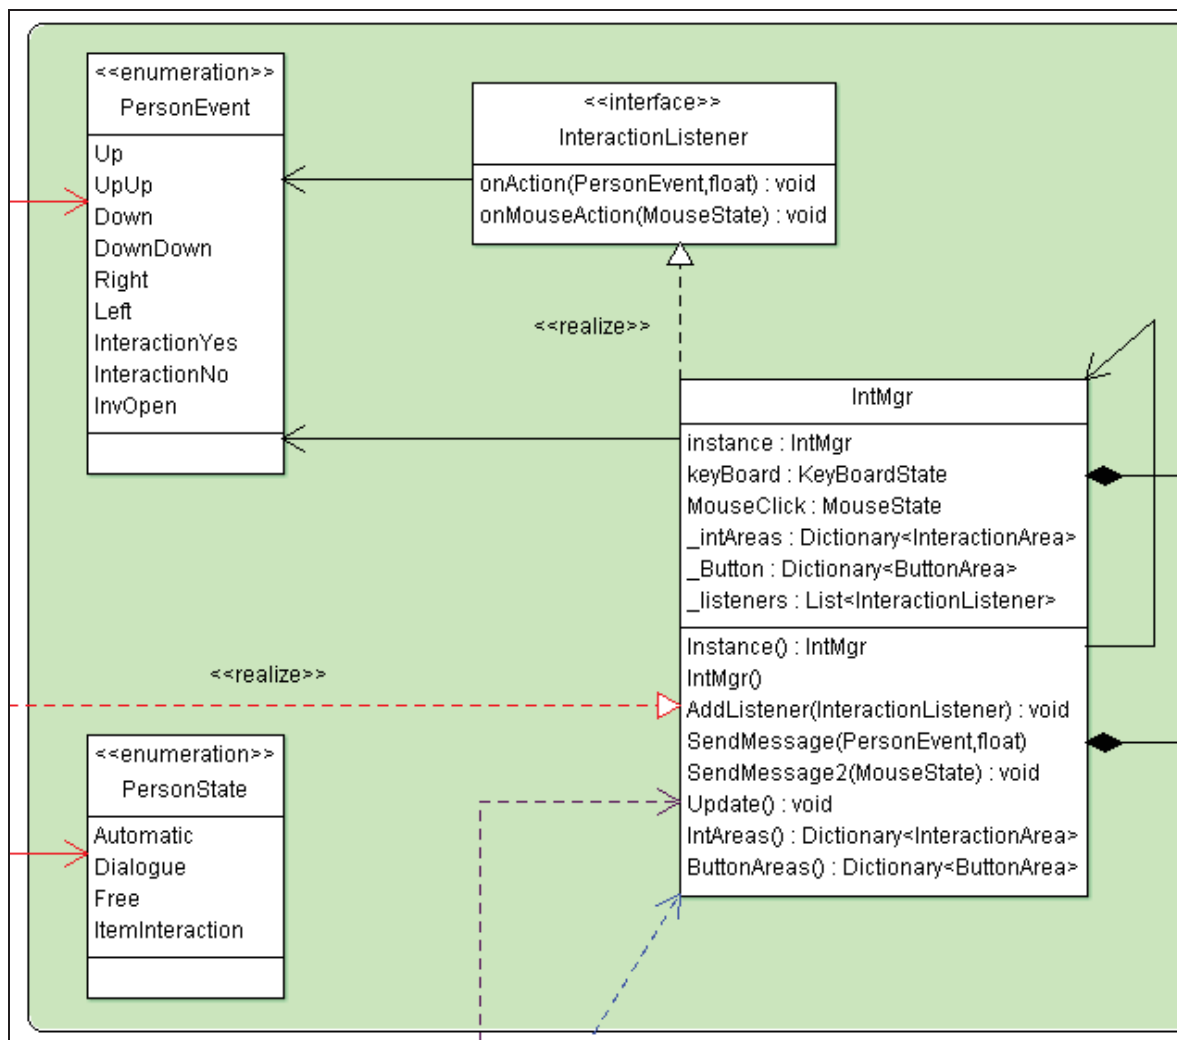 <<enumeration>>
PersonEvent
Up
UpUp
Down
DownDown
Right
Left
InteractionYes
InteractionNo
InvOpen
<<interface>>
InteractionListener
onAction(PersonEvent,float) : void
onMouseAction(MouseState) : void
<<realize>>
IntMgr
instance : IntMgr
keyBoard : KeyBoardState
MouseClick : MouseState
_intAreas : Dictionary<InteractionArea>
_Button : Dictionary<ButtonArea>
_listeners : List<InteractionListener>
Instance() : IntMgr
IntMgr()
AddListener(InteractionListener) : void
SendMessage(PersonEvent,float)
SendMessage2(MouseState) : void
Update() : void
IntAreas() : Dictionary<InteractionArea>
ButtonAreas() : Dictionary<ButtonArea>
<<realize>>
<<enumeration>>
PersonState
Automatic
Dialogue
Free
ItemInteraction